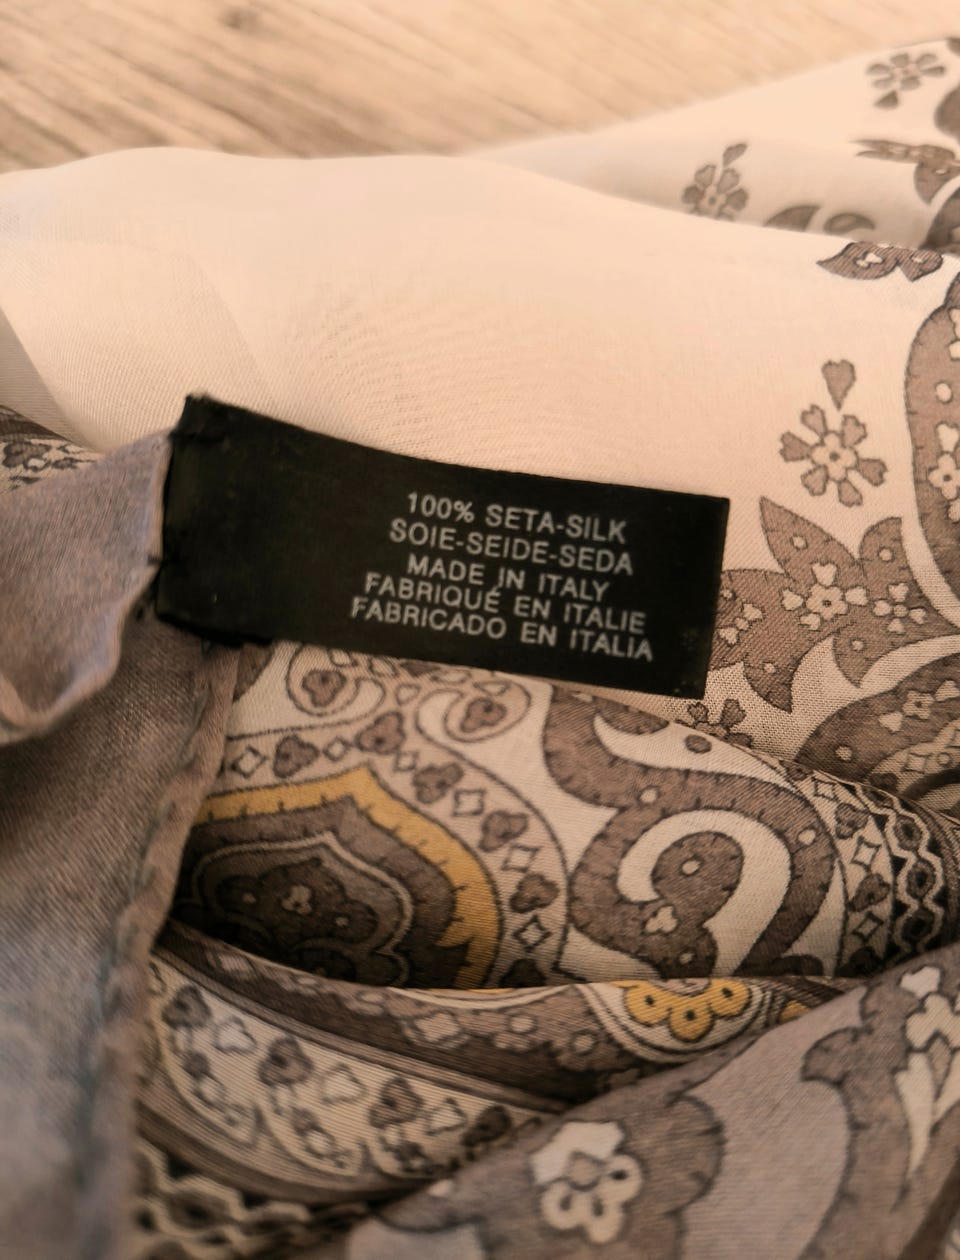 100% SETA-SILK
SOIE-SEIDE-SEDA
MADE IN ITALY
FABRIQUÉ EN ITALIE
FABRICADO EN ITALIA